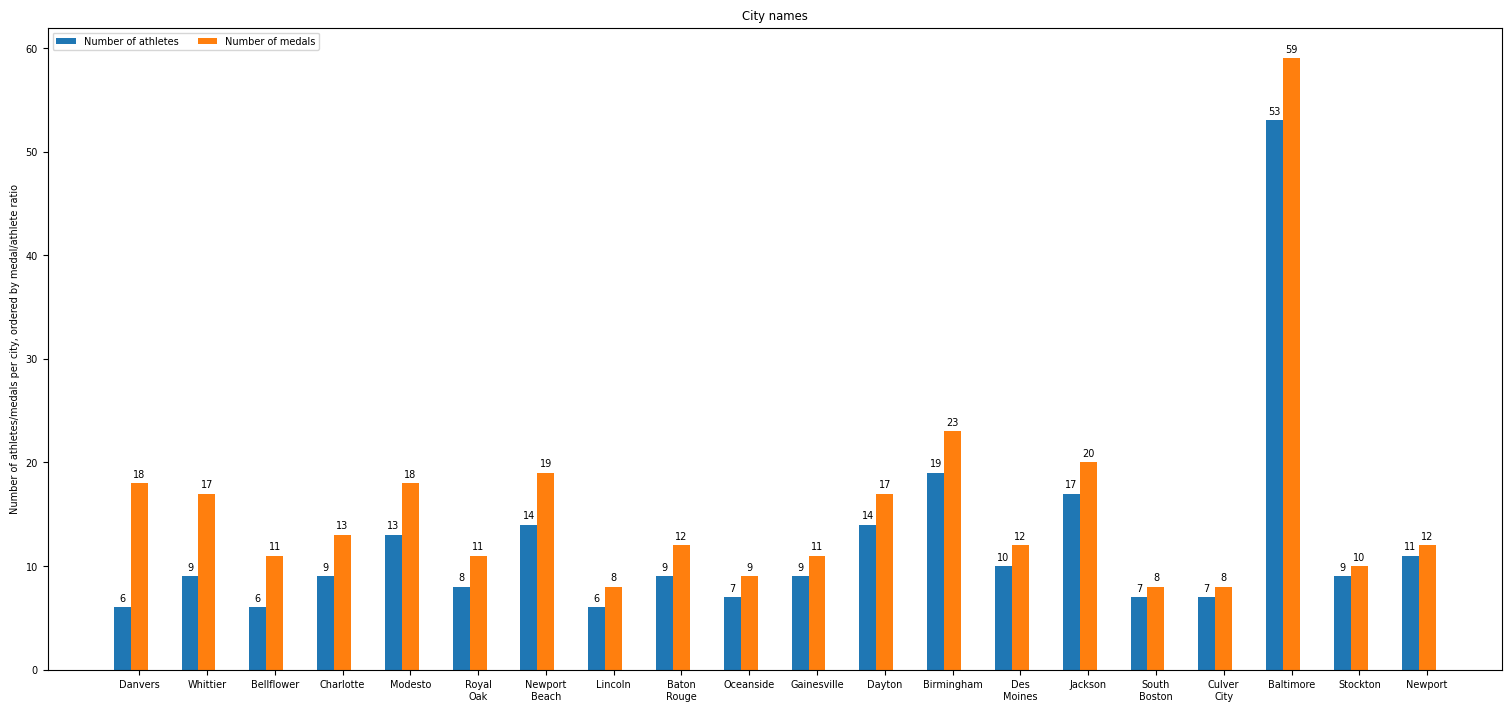 City names
Number of athletes
Number of medals
Number of athletes/medals per city, ordered by medal/athlete ratio
60
50
40
30
20
10
0
6
18
9
17
6
11
9
13
13
18
8
11
14
19
6
8
9
12
7
9
9
11
14
17
19
23
10
12
17
20
7
8
7
8
53
59
9
10
11
12
Danvers
Whittier
Bellflower
Charlotte
Modesto
Royal
Oak
Newport
Beach
Lincoln
Baton
Rouge
Oceanside
Gainesville
Dayton
Birmingham
Des
Moines
Jackson
South
Boston
Culver
City
Baltimore
Stockton
Newport